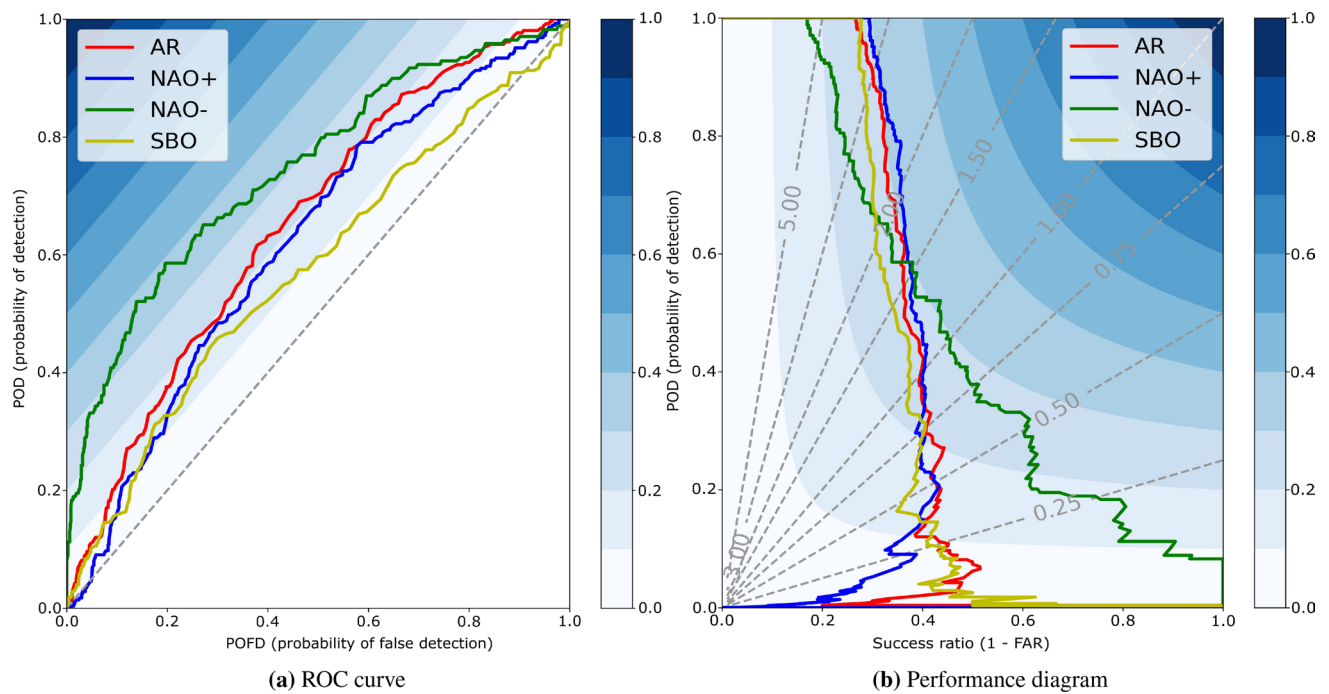 1.0
0.8
0.6
0.4
0.2
0.0
POD (probability of detection)
AR
NAO+
NAO-
SBO
0.0 0.2 0.4 0.6 0.8 1.0
POFD (probability of false detection)
1.0
0.8
0.6
0.4
0.2
0.0
(a) ROC curve
1.0
0.8
0.6
0.4
0.2
0.0
POD (probability of detection)
AR
NAO+
NAO-
SBO
5.00
2.00
1.50
1.00
0.75
0.50
0.25
3.00
0.0 0.2 0.4 0.6 0.8 1.0
Success ratio (1 - FAR)
1.0
0.8
0.6
0.4
0.2
0.0
(b) Performance diagram